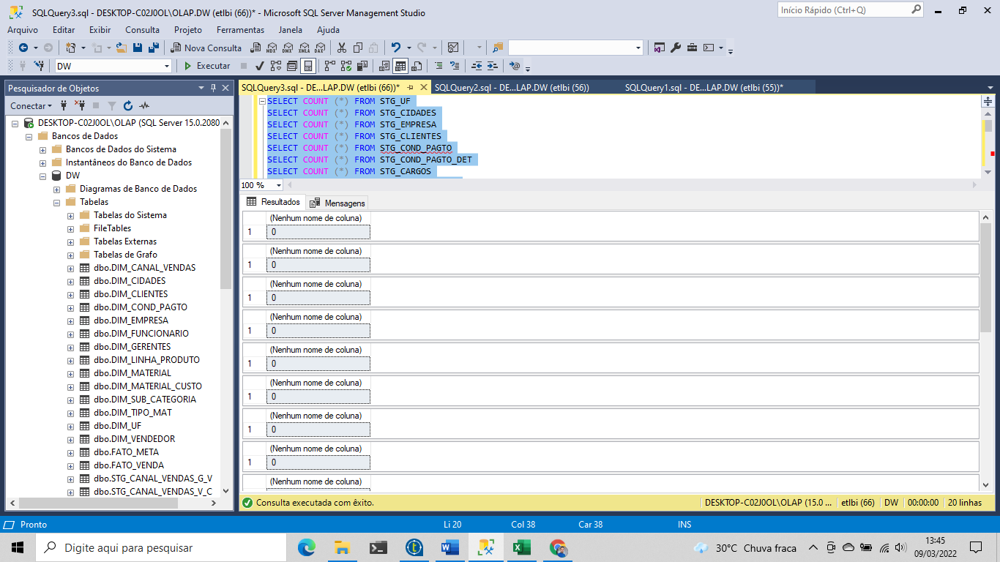 SQLQuery3.sql - DESKTOP-C02J0OL\OLAP.DW (etlbi (66))* - Microsoft SQL Server Management Studio
Início Rápido (Ctrl+Q)
Arquivo Editar Exibir Consulta Projeto Ferramentas Janela Ajuda
Nova Consulta MDX DMX XMLA DAX
DW Executar
Pesquisador de Objetos
SQLQuery3.sql - DE...LAP.DW (etlbi (66))* SQLQuery2.sql - DE...LAP.DW (etlbi (56)) SQLQuery1.sql - DE...LAP.DW (etlbi (55))*
Conectar
DESKTOP-C02J0OL\OLAP (SQL Server 15.0.2080
Bancos de Dados
Bancos de Dados do Sistema
Instantâneos do Banco de Dados
DW
Diagramas de Banco de Dados
Tabelas
Tabelas do Sistema
FileTables
Tabelas Externas
Tabelas de Grafo
dbo.DIM_CANAL_VENDAS
dbo.DIM_CIDADES
dbo.DIM_CLIENTES
dbo.DIM_COND_PAGTO
dbo.DIM_EMPRESA
dbo.DIM_FUNCIONARIO
dbo.DIM_GERENTES
dbo.DIM_LINHA_PRODUTO
dbo.DIM_MATERIAL
dbo.DIM_MATERIAL_CUSTO
dbo.DIM_SUB_CATEGORIA
dbo.DIM_TIPO_MAT
dbo.DIM_UF
dbo.DIM_VENDEDOR
dbo.FATO_META
dbo.FATO_VENDA
dbo.STG_CANAL_VENDAS_G_V
dbo.STG_CANAL_VENDAS_V_C
SELECT COUNT (*) FROM STG_UF
SELECT COUNT (*) FROM STG_CIDADES
SELECT COUNT (*) FROM STG_EMPRESA
SELECT COUNT (*) FROM STG_CLIENTES
SELECT COUNT (*) FROM STG_COND_PAGTO
SELECT COUNT (*) FROM STG_COND_PAGTO_DET
SELECT COUNT (*) FROM STG_CARGOS
100 %
Resultados Mensagens
(Nenhum nome de coluna)
1 0
(Nenhum nome de coluna)
1 0
(Nenhum nome de coluna)
1 0
(Nenhum nome de coluna)
1 0
(Nenhum nome de coluna)
1 0
(Nenhum nome de coluna)
1 0
(Nenhum nome de coluna)
1 0
(Nenhum nome de coluna)
1 0
(Nenhum nome de coluna)
Consulta executada com êxito. DESKTOP-C02J0OL\OLAP (15.0 ... etlbi (66) DW 00:00:00 20 linhas
Pronto Li 20 Col 38 Car 38 INS
Digite aqui para pesquisar 30°C Chuva fraca 13:45
09/03/2022